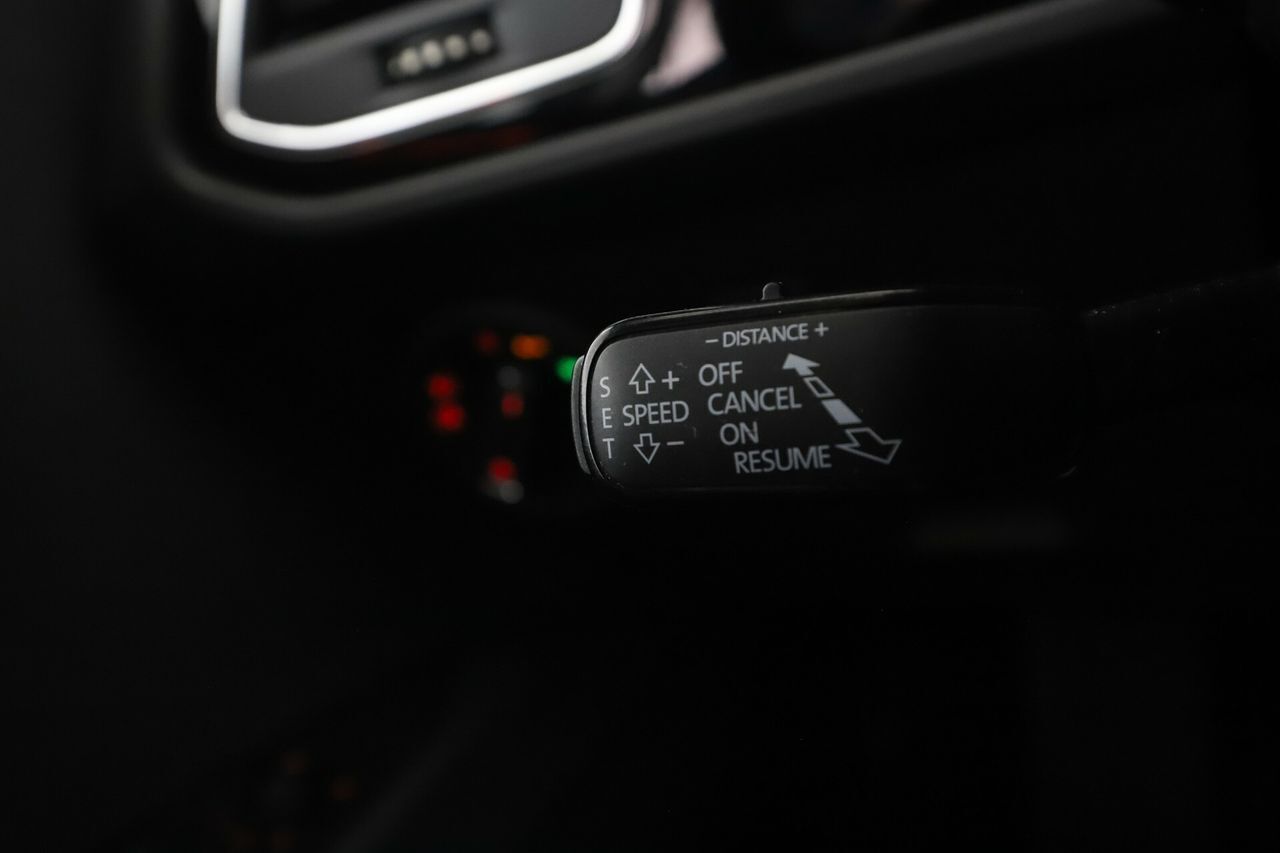 – DISTANCE +
S
E
T
+
SPEED
–
OFF
CANCEL
ON
RESUME